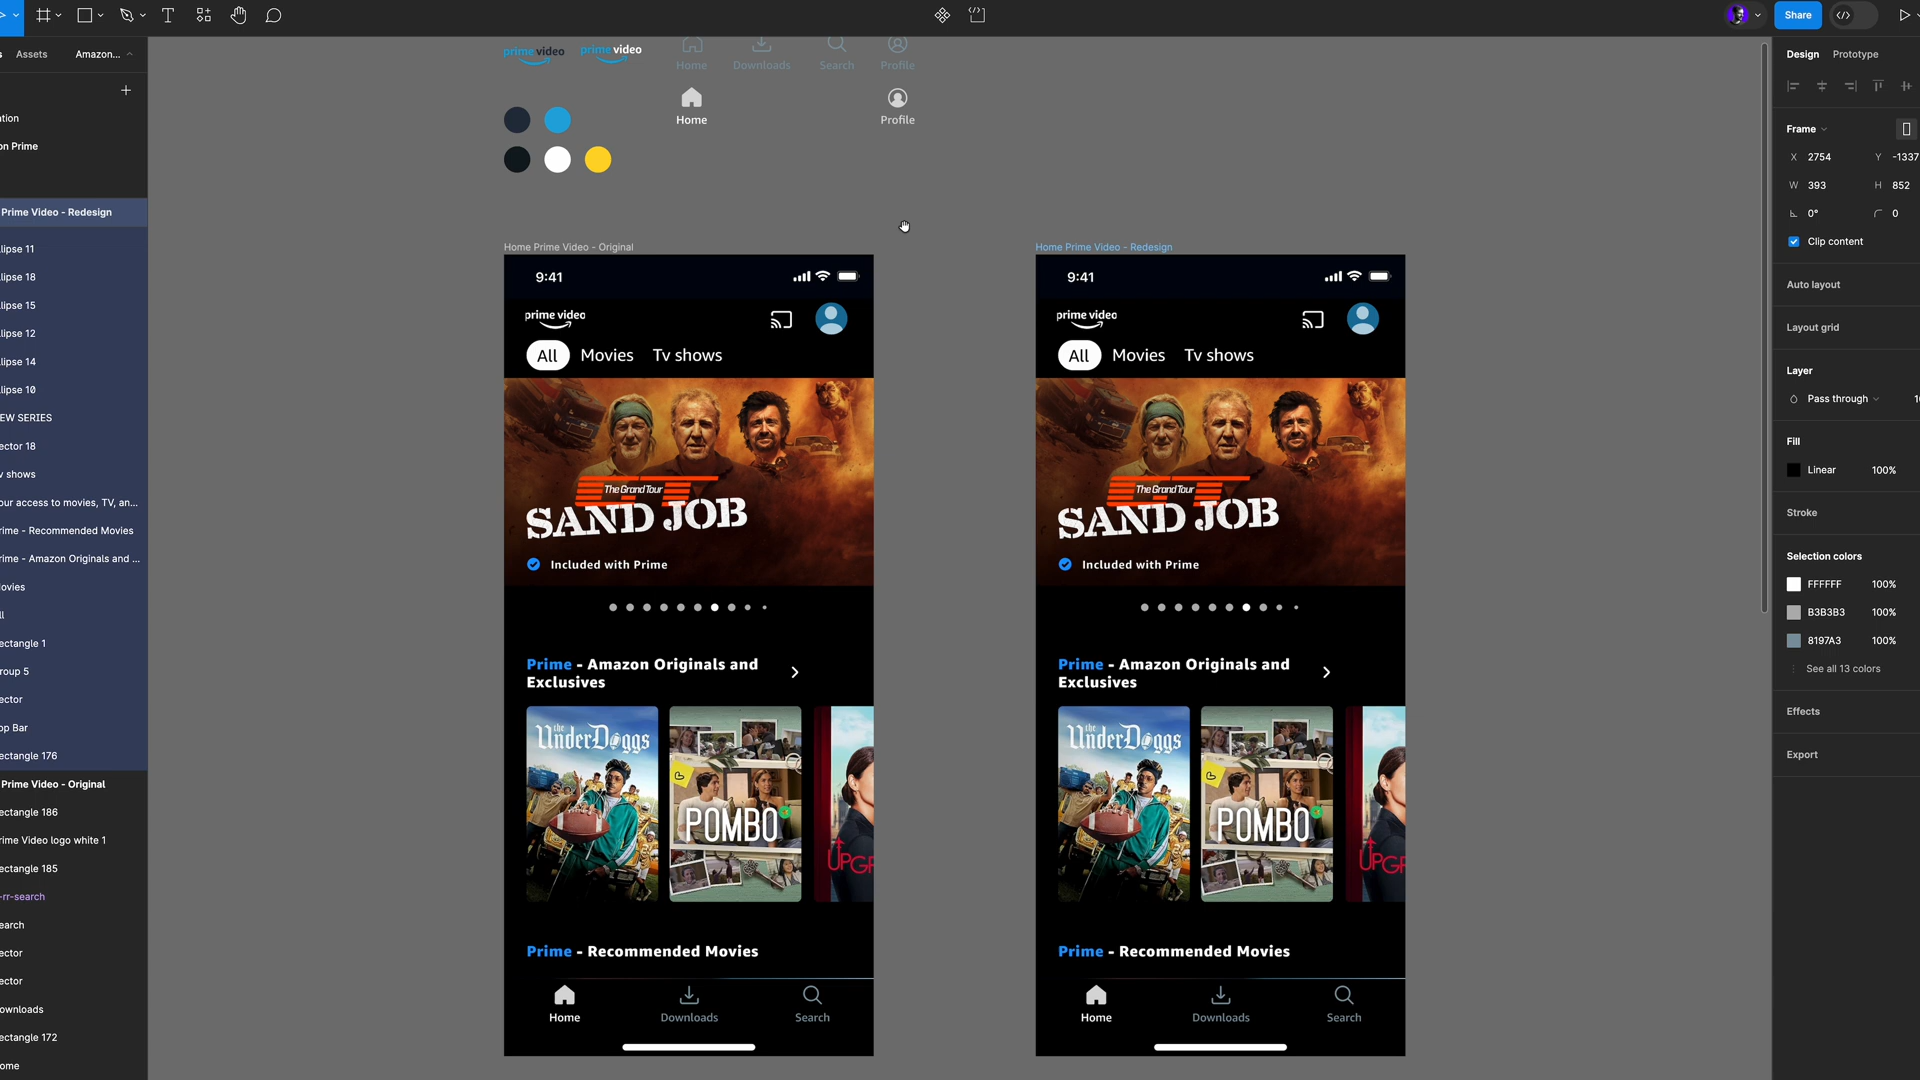 Share
Assets
Amazon...
Design
Prototype
prime video
prime video
Home
Downloads
Search
Profile
Home
Profile
tion
on Prime
Prime Video - Redesign
lipse 11
lipse 18
lipse 15
lipse 12
lipse 14
lipse 10
EW SERIES
ector 18
v shows
our access to movies, TV, an...
rime - Recommended Movies
rime - Amazon Originals and ...
lovies
ll
ectangle 1
roup 5
ector
op Bar
ectangle 176
Prime Video - Original
ectangle 186
rime Video logo white 1
ectangle 185
-rr-search
earch
ector
ector
ownloads
ectangle 172
ome
Home Prime Video - Original
9:41
prime video
All Movies Tv shows
The Grand Tour
SAND JOB
Included with Prime
Prime - Amazon Originals and
Exclusives
the
UnderDoggs
POMBO
UPGR
Prime - Recommended Movies
Home
Downloads
Search
Home Prime Video - Redesign
9:41
prime video
All Movies Tv shows
The Grand Tour
SAND JOB
Included with Prime
Prime - Amazon Originals and
Exclusives
the
UnderDoggs
POMBO
UPGR
Prime - Recommended Movies
Home
Downloads
Search
Frame
X 2754 Y -1337
W 393 H 852
0° 0
Clip content
Auto layout
Layout grid
Layer
Pass through 1
Fill
Linear 100%
Stroke
Selection colors
FFFFFF 100%
B3B3B3 100%
8197A3 100%
See all 13 colors
Effects
Export